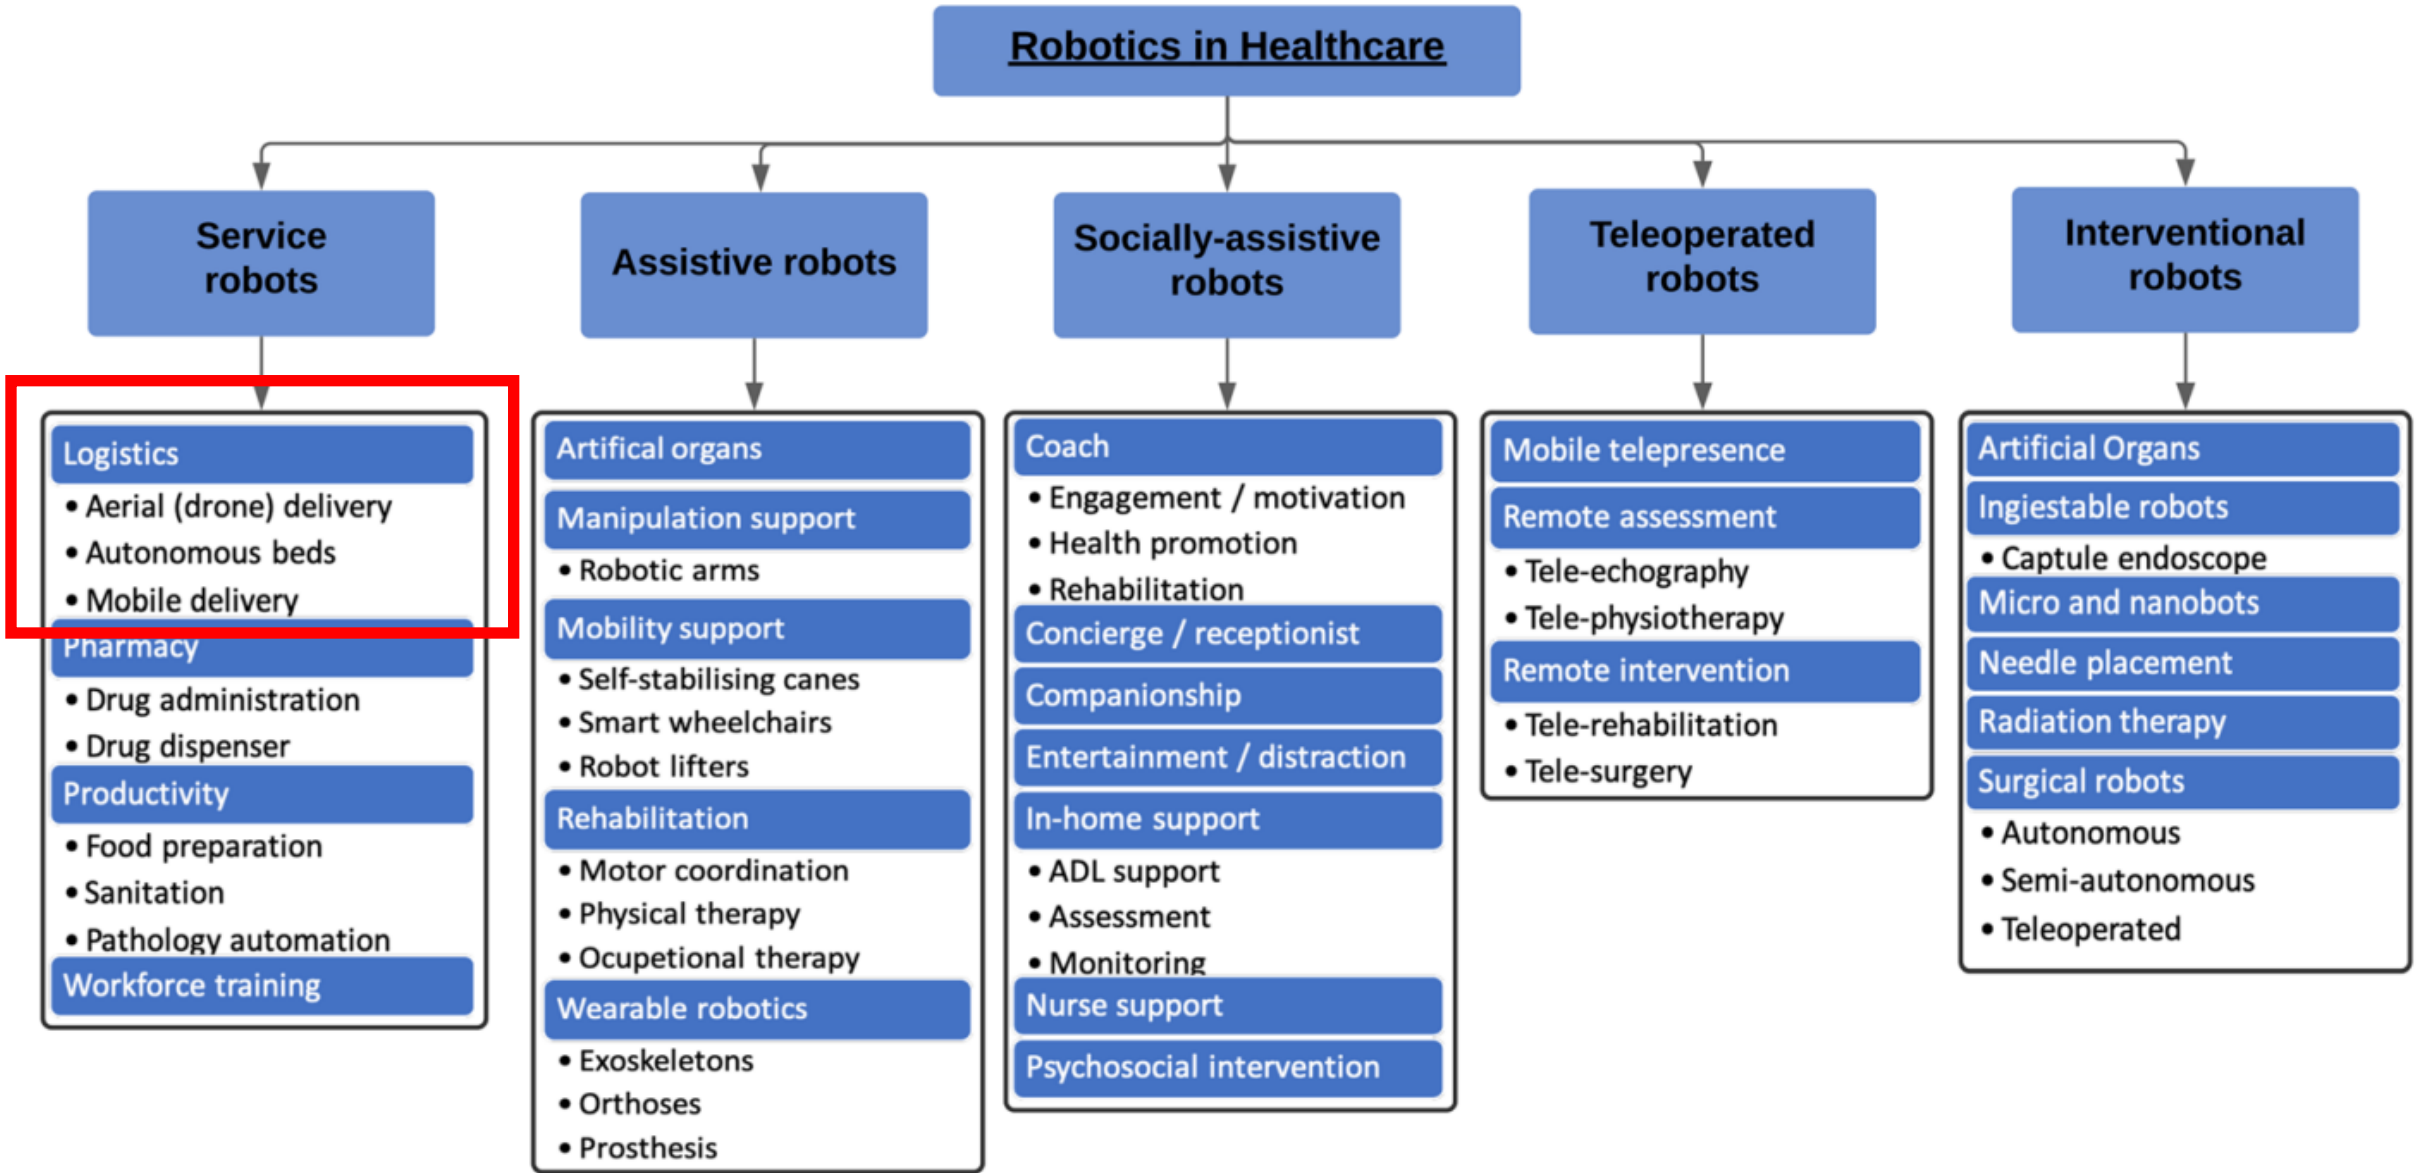 Robotics in Healthcare
Service
robots
Logistics
• Aerial (drone) delivery
• Autonomous beds
• Mobile delivery
Pharmacy
• Drug administration
• Drug dispenser
Productivity
• Food preparation
• Sanitation
• Pathology automation
Workforce training
Assistive robots
Artifical organs
Manipulation support
• Robotic arms
Mobility support
• Self-stabilising canes
• Smart wheelchairs
• Robot lifters
Rehabilitation
• Motor coordination
• Physical therapy
• Ocupetional therapy
Wearable robotics
• Exoskeletons
• Orthoses
• Prosthesis
Socially-assistive
robots
Coach
• Engagement / motivation
• Health promotion
• Rehabilitation
Concierge / receptionist
Companionship
Entertainment / distraction
In-home support
• ADL support
• Assessment
• Monitoring
Nurse support
Psychosocial intervention
Teleoperated
robots
Mobile telepresence
Remote assessment
• Tele-echography
• Tele-physiotherapy
Remote intervention
• Tele-rehabilitation
• Tele-surgery
Interventional
robots
Artificial Organs
Ingiestable robots
• Captule endoscope
Micro and nanobots
Needle placement
Radiation therapy
Surgical robots
• Autonomous
• Semi-autonomous
• Teleoperated